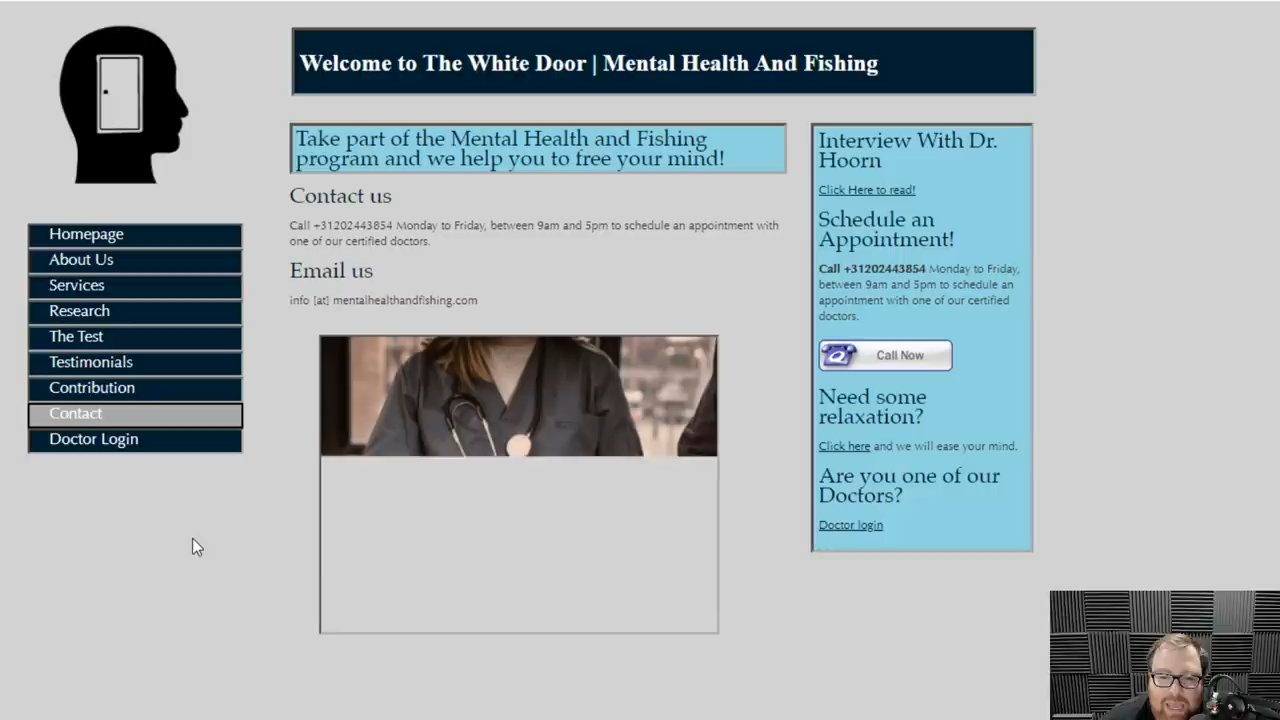 Welcome to The White Door | Mental Health And Fishing
Homepage
About Us
Services
Research
The Test
Testimonials
Contribution
Contact
Doctor Login
Take part of the Mental Health and Fishing
program and we help you to free your mind!
Contact us
Call +31202443854 Monday to Friday, between 9am and 5pm to schedule an appointment with
one of our certified doctors.
Email us
info [at] mentalhealthandfishing.com
Interview With Dr.
Hoorn
Click Here to read!
Schedule an
Appointment!
Call +31202443854 Monday to Friday,
between 9am and 5pm to schedule an
appointment with one of our certified
doctors.
Call Now
Need some
relaxation?
Click here and we will ease your mind.
Are you one of our
Doctors?
Doctor login